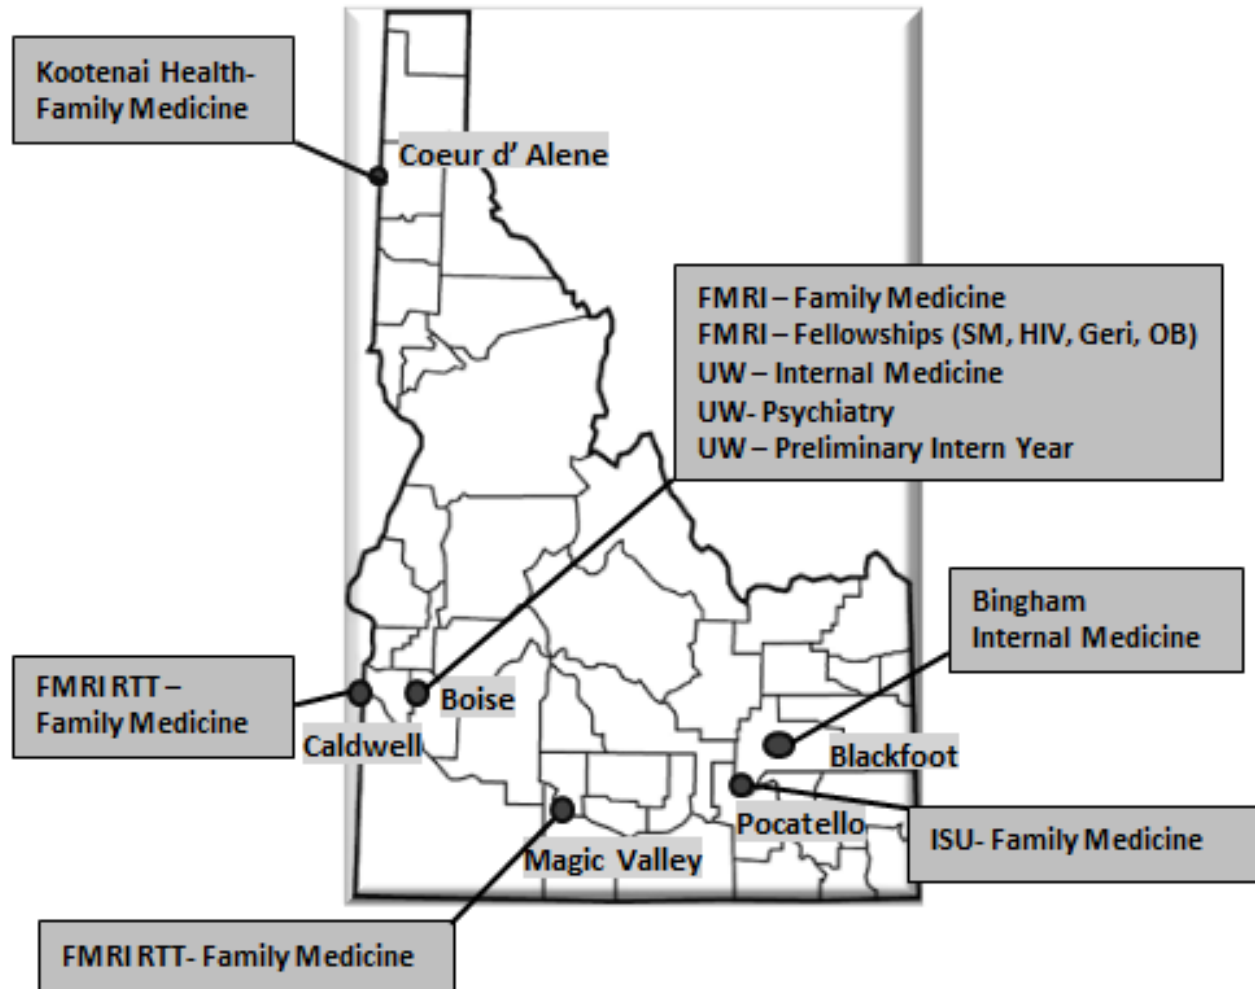 Kootenai Health-
Family Medicine
Coeur d’ Alene
FMRI – Family Medicine
FMRI – Fellowships (SM, HIV, Geri, OB)
UW – Internal Medicine
UW- Psychiatry
UW – Preliminary Intern Year
Bingham
Internal Medicine
FMRI RTT –
Family Medicine
Boise
Caldwell
Blackfoot
Pocatello
ISU- Family Medicine
Magic Valley
FMRI RTT- Family Medicine